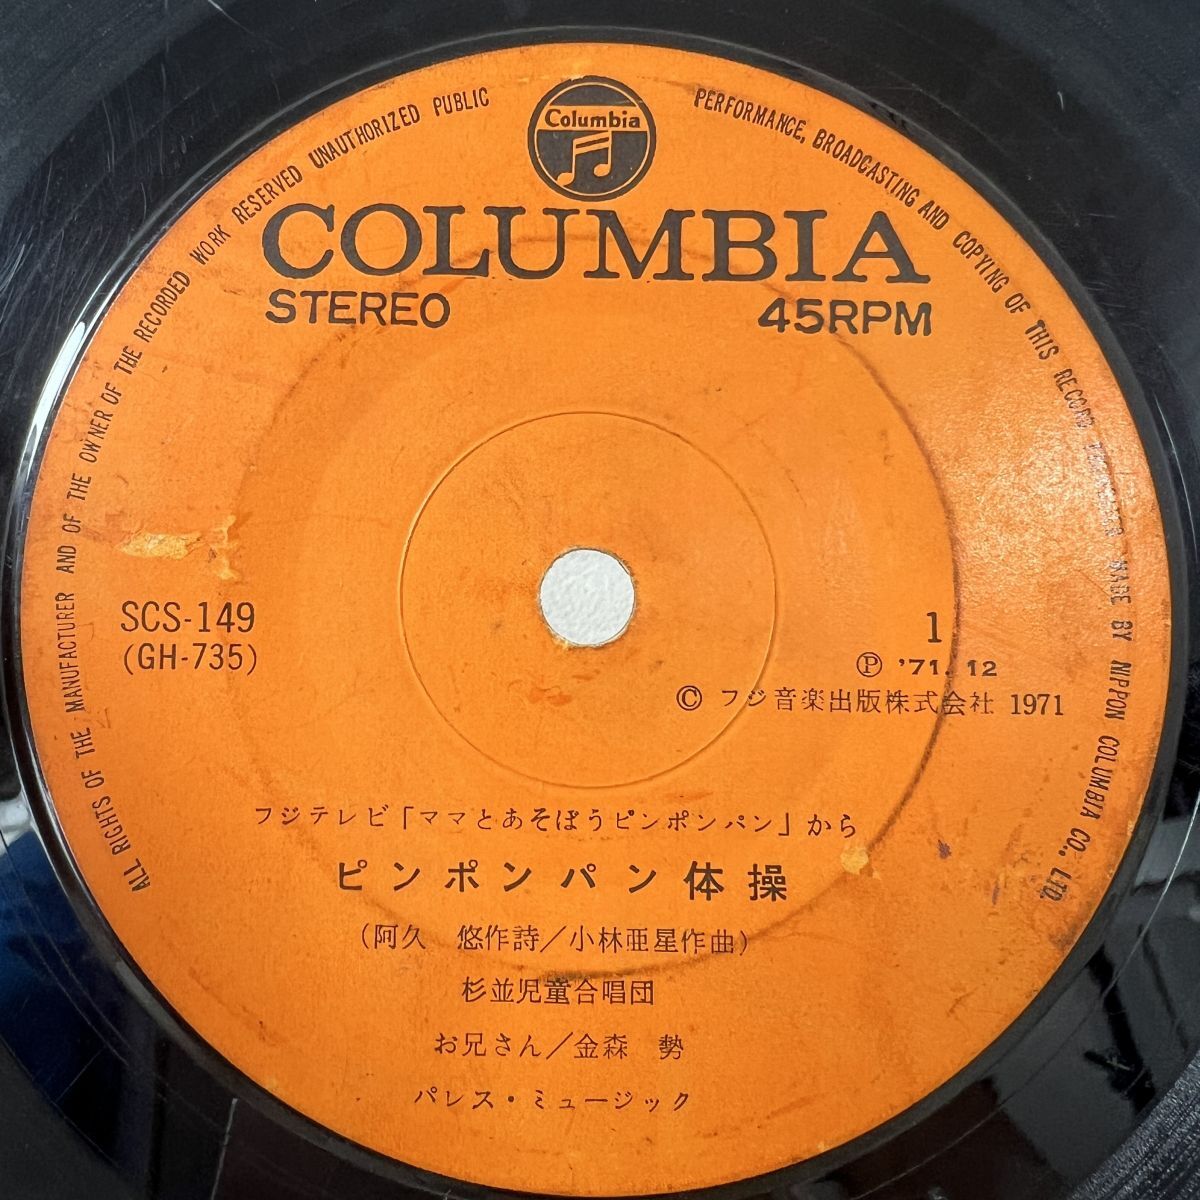 Columbia
COLUMBIA
STEREO 45RPM
ALL RIGHTS OF THE MANUFACTURER AND OF THE OWNER OF THE RECORDED WORK RESERVED UNAUTHORIZED PUBLIC PERFORMANCE, BROADCASTING AND COPYING OF THIS RECORD PROHIBITED MADE BY NIPPON COLUMBIA CO., LTD.
SCS-149
(GH-735)
1
Ⓟ '71. 12
© フジ音楽出版株式会社 1971
フジテレビ「ママとあそぼうピンポンパン」から
ピンポンパン体操
(阿久 悠作詩/小林亜星作曲)
杉並児童合唱団
お兄さん/金森 勢
パレス・ミュージック